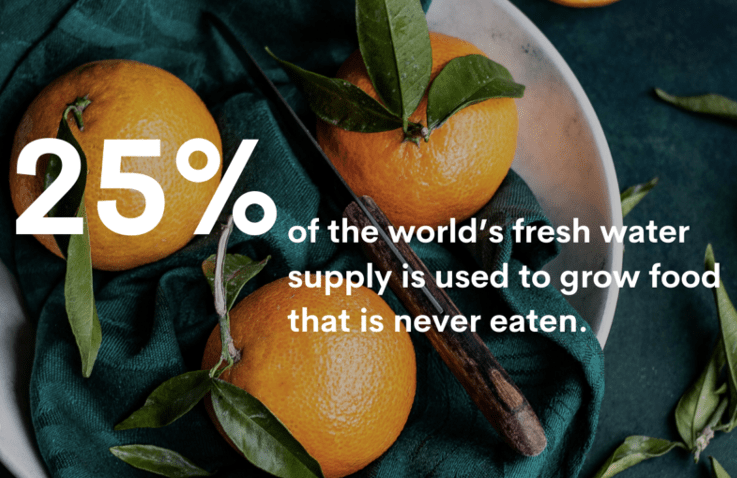 25%
of the world’s fresh water
supply is used to grow food
that is never eaten.